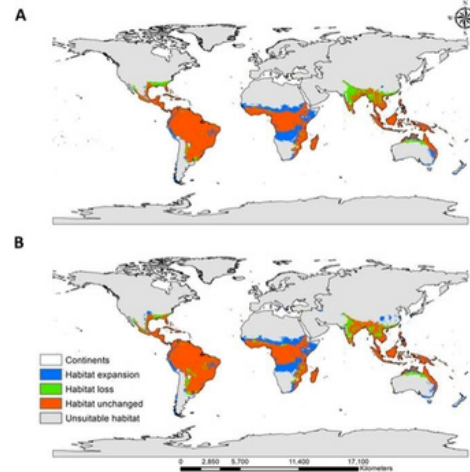 A
B
Continents
Habitat expansion
Habitat loss
Habitat unchanged
Unsuitable habitat
0 2,850 5,700 11,400 17,100
Kilometers